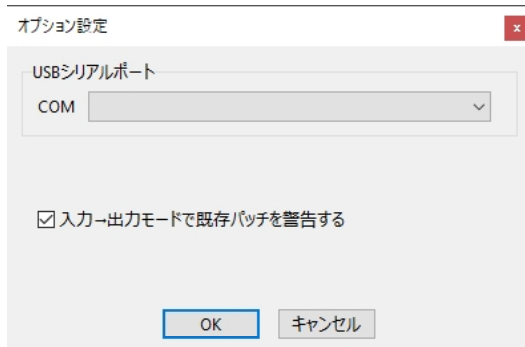 オプション設定
x
USBシリアルポート
COM
入力→出力モードで既存パッチを警告する
OK
キャンセル